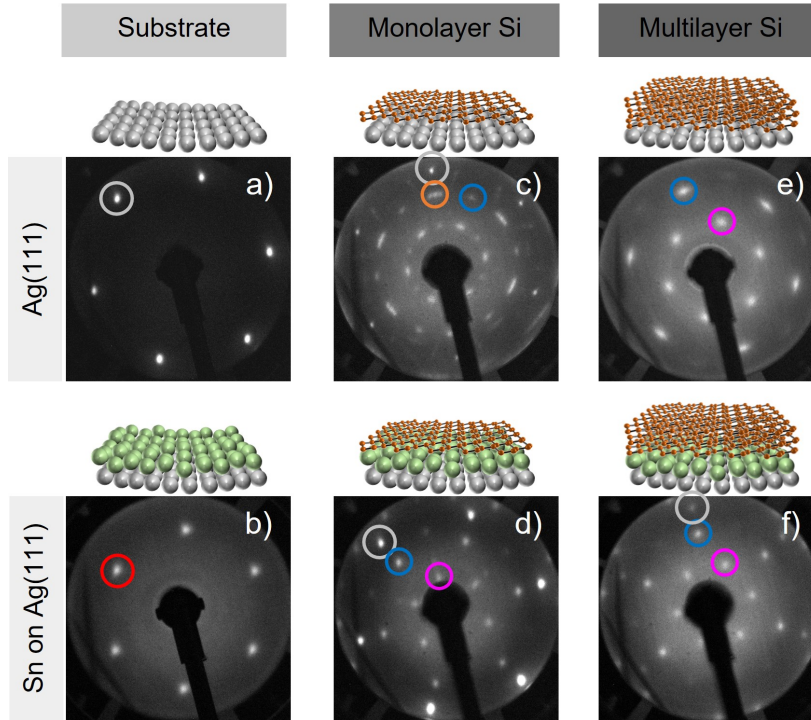 Substrate
Monolayer Si
Multilayer Si
Ag(111)
a)
c)
e)
Sn on Ag(111)
b)
d)
f)